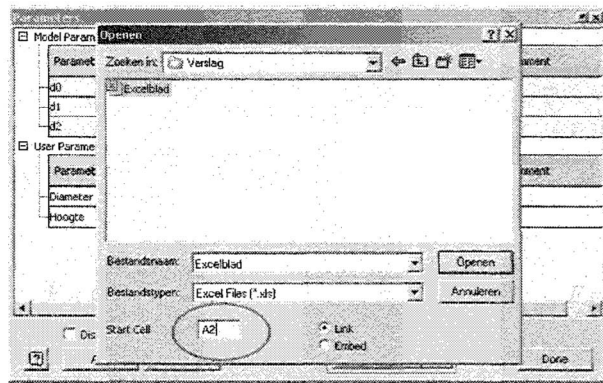 Parameters
Model Param
Openen
Paramet
Zoeken in:
Verslag
ment
Excelblad
d0
d1
d2
User Parame
Paramet
ment
Diameter
Hoogte
Bestandsnaam:
Excelblad
Openen
Bestandstypen:
Excel Files (*.xls)
Annuleren
Start Cell
A2
Link
Embed
Dis
Done